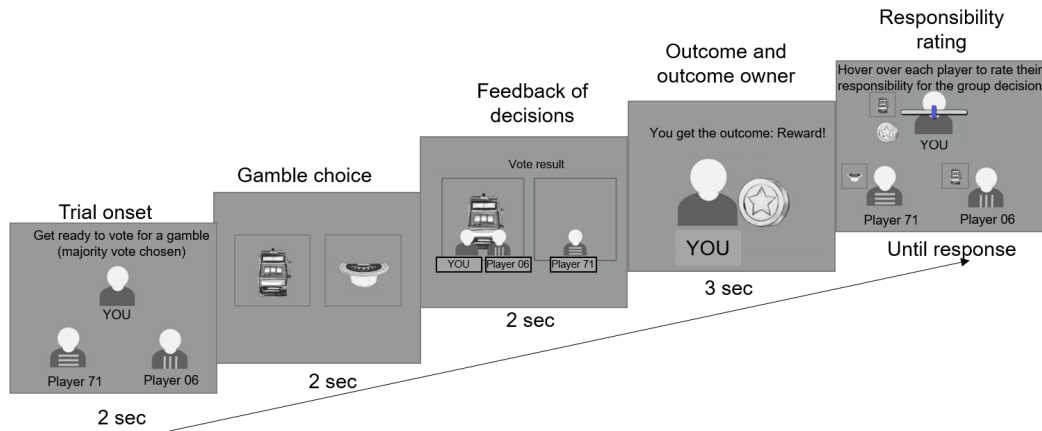 Trial onset
Get ready to vote for a gamble
(majority vote chosen)
YOU
Player 71 Player 06
2 sec
Gamble choice
2 sec
Feedback of
decisions
Vote result
YOU Player 06 Player 71
2 sec
Outcome and
outcome owner
You get the outcome: Reward!
YOU
3 sec
Responsibility
rating
Hover over each player to rate their
responsibility for the group decision
YOU
Player 71 Player 06
Until response